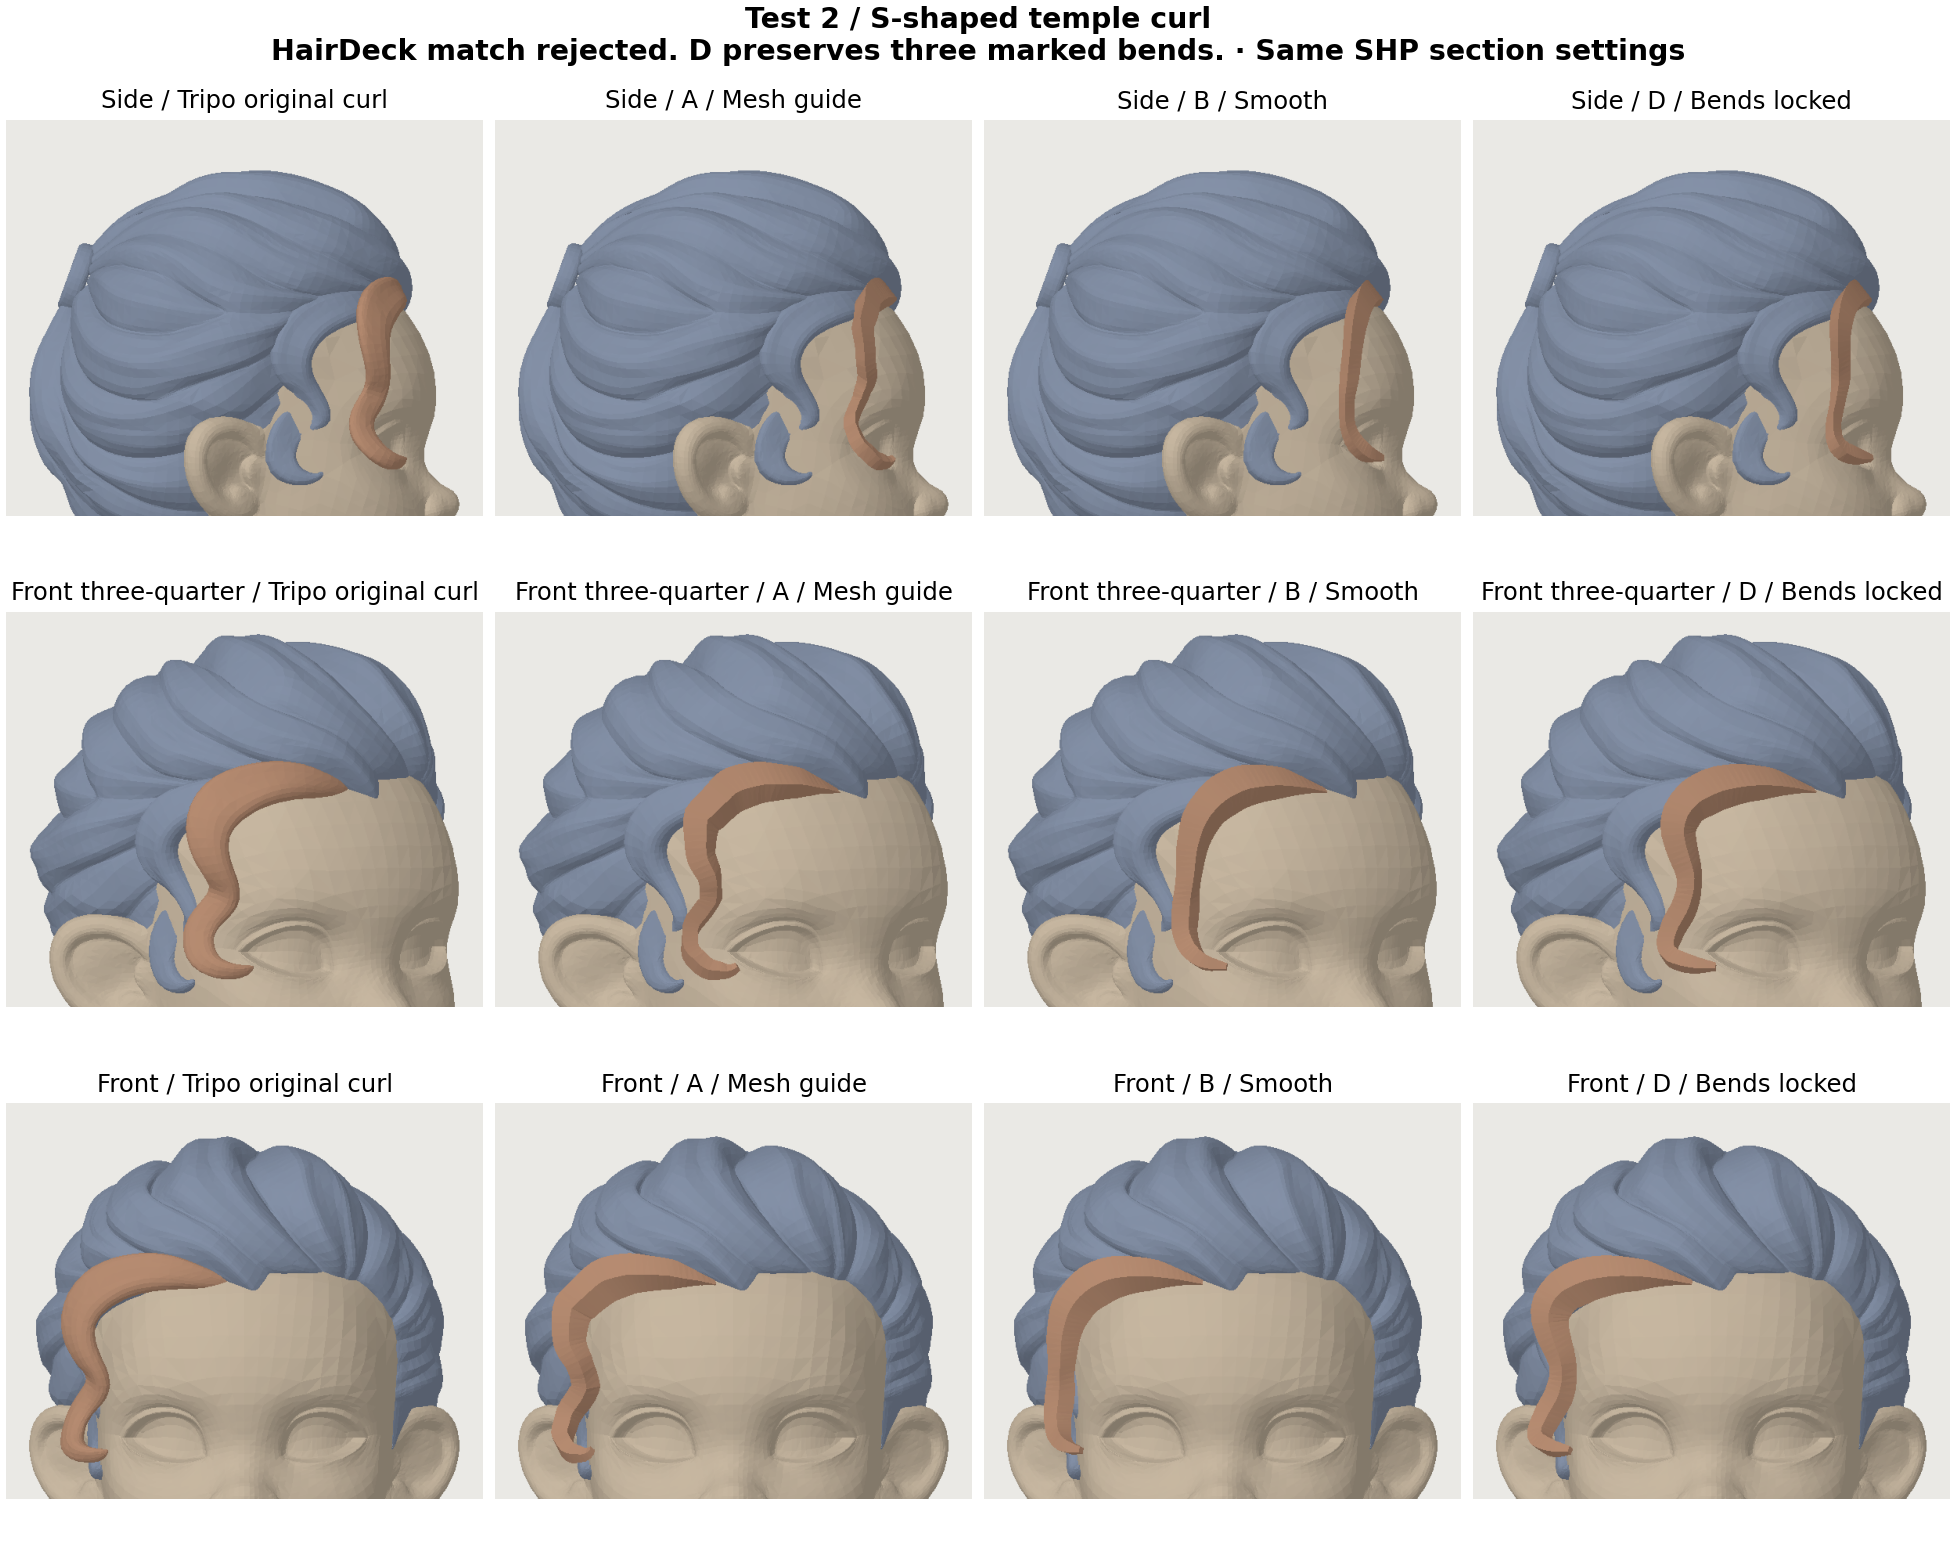 Test 2 / S-shaped temple curl
HairDeck match rejected. D preserves three marked bends. · Same SHP section settings
Side / Tripo original curl
Side / A / Mesh guide
Side / B / Smooth
Side / D / Bends locked
Front three-quarter / Tripo original curl
Front three-quarter / A / Mesh guide
Front three-quarter / B / Smooth
Front three-quarter / D / Bends locked
Front / Tripo original curl
Front / A / Mesh guide
Front / B / Smooth
Front / D / Bends locked